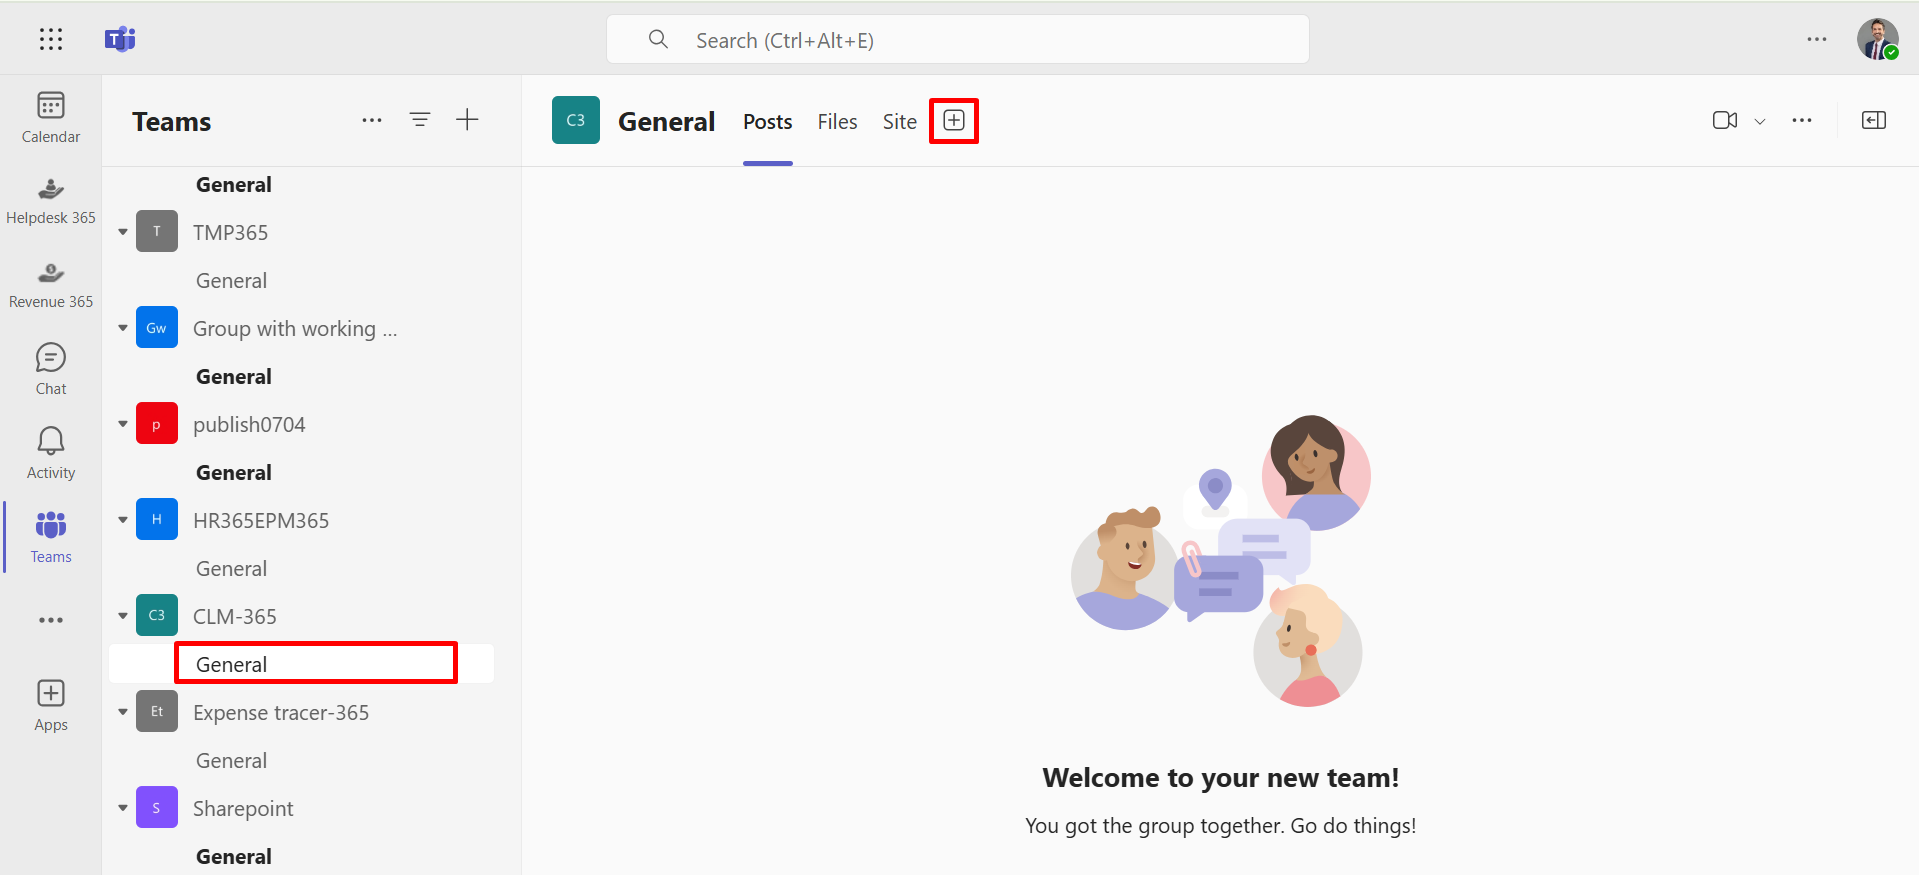 T
Search (Ctrl+Alt+E)
Calendar
Helpdesk 365
Revenue 365
Chat
Activity
Teams
Apps
Teams
General
T TMP365
General
Gw Group with working ...
General
p publish0704
General
H HR365EPM365
General
C3 CLM-365
General
Et Expense tracer-365
General
S Sharepoint
General
C3 General Posts Files Site
Welcome to your new team!
You got the group together. Go do things!